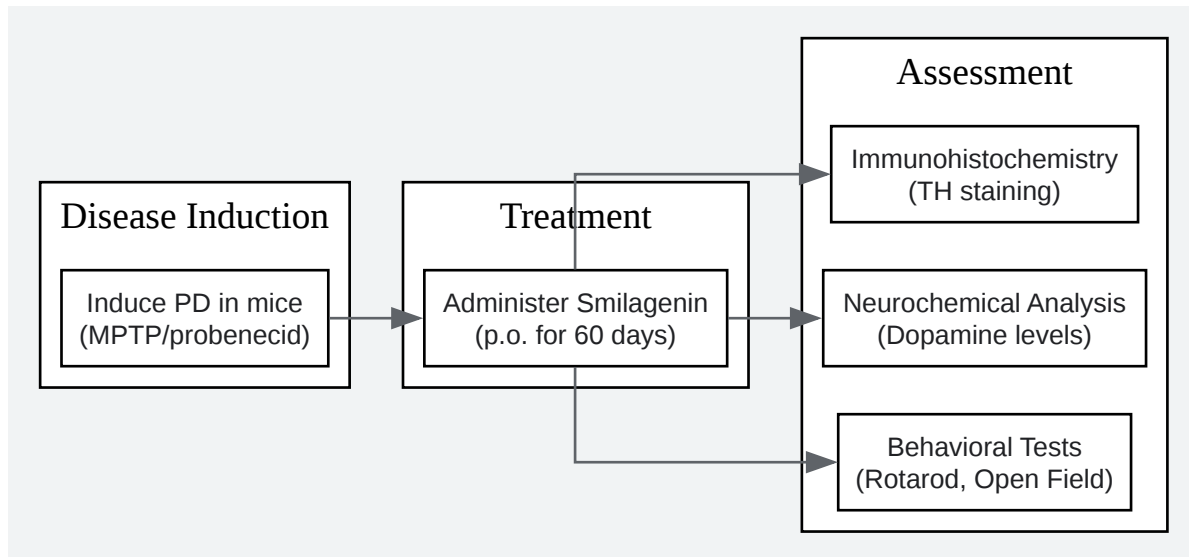 Disease Induction
Induce PD in mice
(MPTP/probenecid)
Treatment
Administer Smilagenin
(p.o. for 60 days)
Assessment
Immunohistochemistry
(TH staining)
Neurochemical Analysis
(Dopamine levels)
Behavioral Tests
(Rotarod, Open Field)